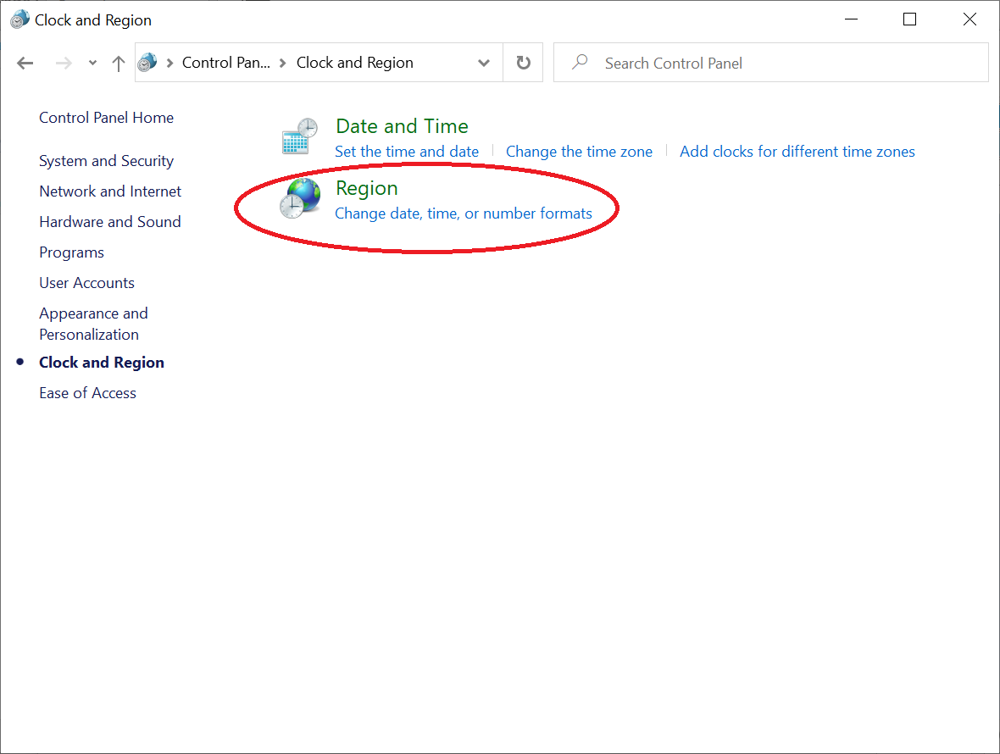 Clock and Region
Control Pan... Clock and Region
Search Control Panel
Control Panel Home
System and Security
Network and Internet
Hardware and Sound
Programs
User Accounts
Appearance and
Personalization
Clock and Region
Ease of Access
Date and Time
Set the time and date Change the time zone Add clocks for different time zones
Region
Change date, time, or number formats